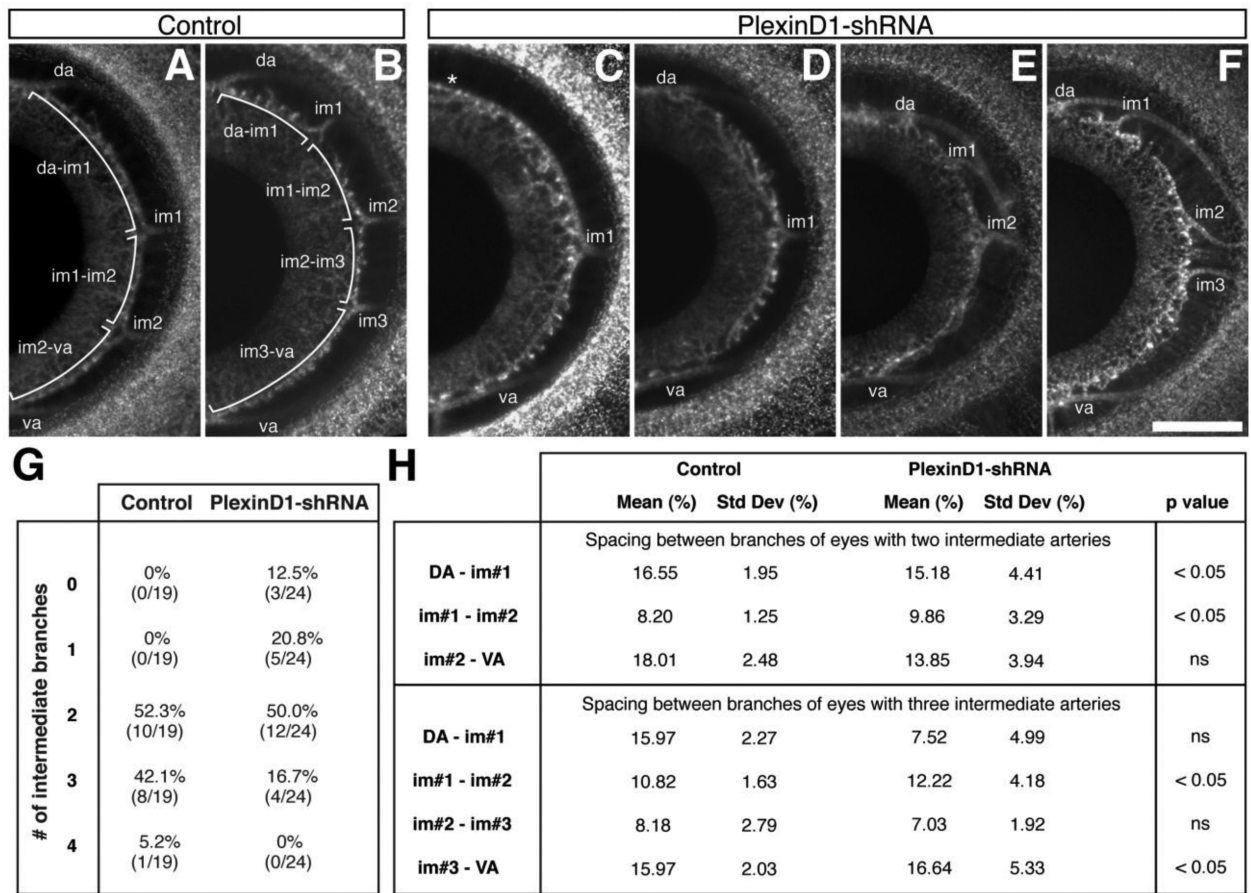 Control
PlexinD1-shRNA
A
da
da-im1
im1
im1-im2
im2
im2-va
va
B
da
im1
da-im1
im1-im2
im2
im2-im3
im3
im3-va
va
C
*
im1
va
D
da
im1
E
da
im1
im2
va
F
da
im1
im2
im3
va
G
Control PlexinD1-shRNA
# of intermediate branches
0 0% 12.5%
(0/19) (3/24)
1 0% 20.8%
(0/19) (5/24)
2 52.3% 50.0%
(10/19) (12/24)
3 42.1% 16.7%
(8/19) (4/24)
4 5.2% 0%
(1/19) (0/24)
H
Control PlexinD1-shRNA
Mean (%) Std Dev (%) Mean (%) Std Dev (%) p value
Spacing between branches of eyes with two intermediate arteries
DA - im#1 16.55 1.95 15.18 4.41 < 0.05
im#1 - im#2 8.20 1.25 9.86 3.29 < 0.05
im#2 - VA 18.01 2.48 13.85 3.94 ns
Spacing between branches of eyes with three intermediate arteries
DA - im#1 15.97 2.27 7.52 4.99 ns
im#1 - im#2 10.82 1.63 12.22 4.18 < 0.05
im#2 - im#3 8.18 2.79 7.03 1.92 ns
im#3 - VA 15.97 2.03 16.64 5.33 < 0.05